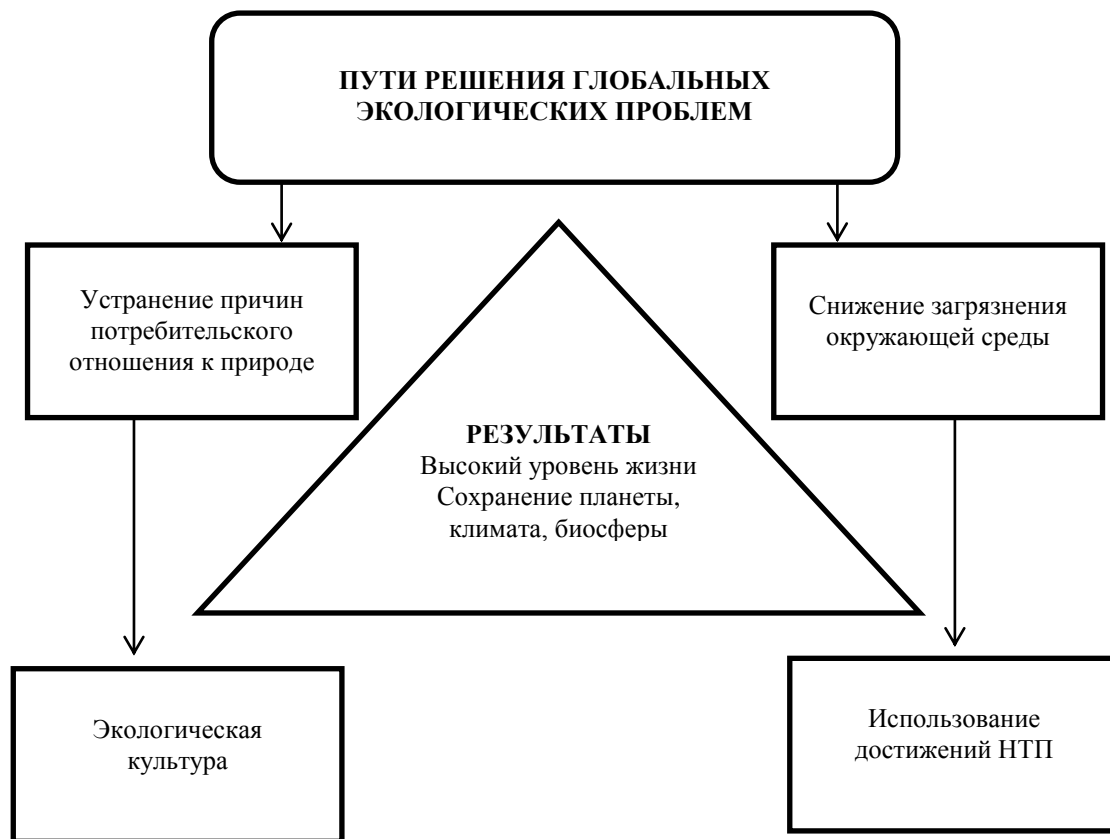 ПУТИ РЕШЕНИЯ ГЛОБАЛЬНЫХ
ЭКОЛОГИЧЕСКИХ ПРОБЛЕМ
Устранение причин
потребительского
отношения к природе
Снижение загрязнения
окружающей среды
РЕЗУЛЬТАТЫ
Высокий уровень жизни
Сохранение планеты,
климата, биосферы
Экологическая
культура
Использование
достижений НТП